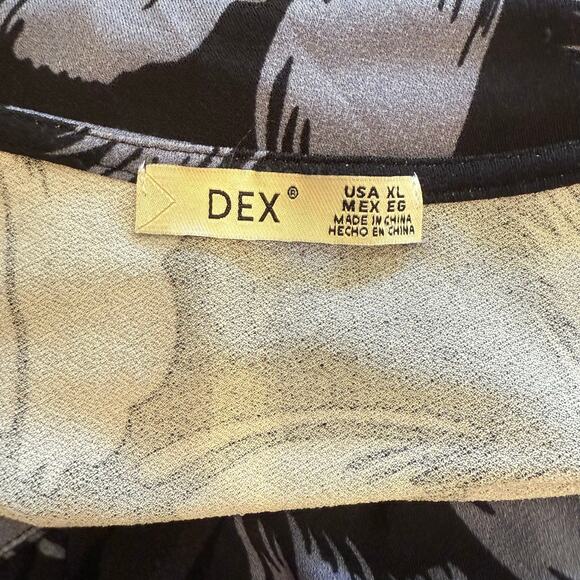 DEX®
USA XL
MEX EG
MADE IN CHINA
HECHO EN CHINA